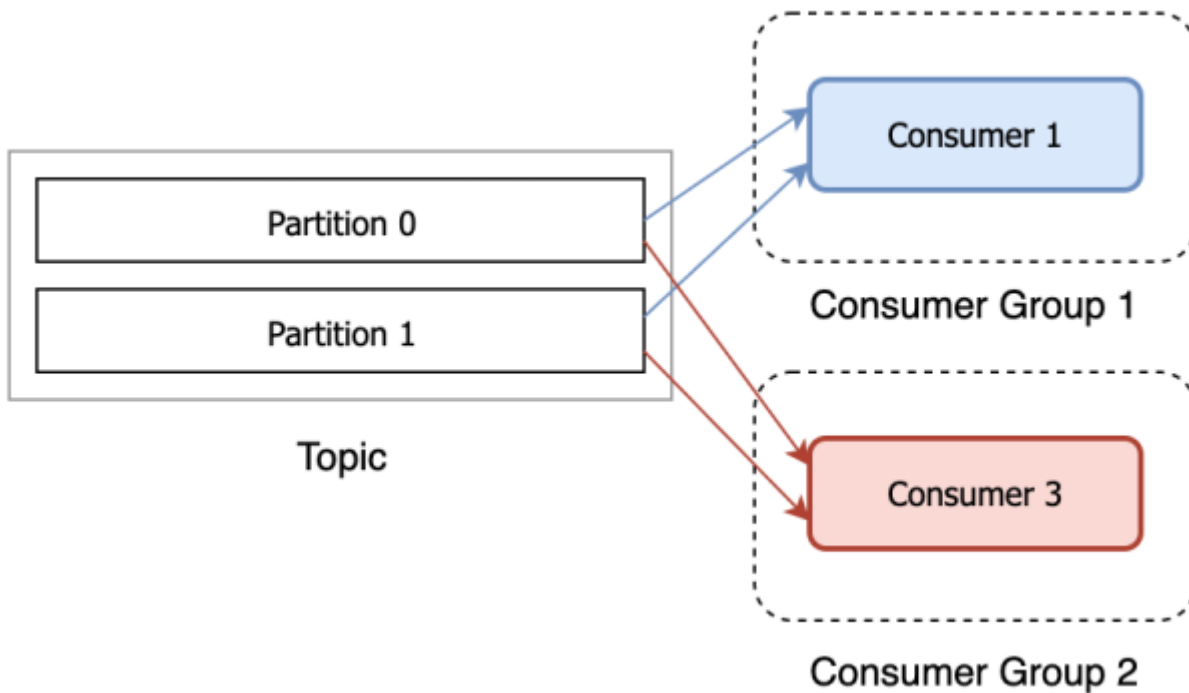 Partition 0
Partition 1
Topic
Consumer 1
Consumer Group 1
Consumer 3
Consumer Group 2